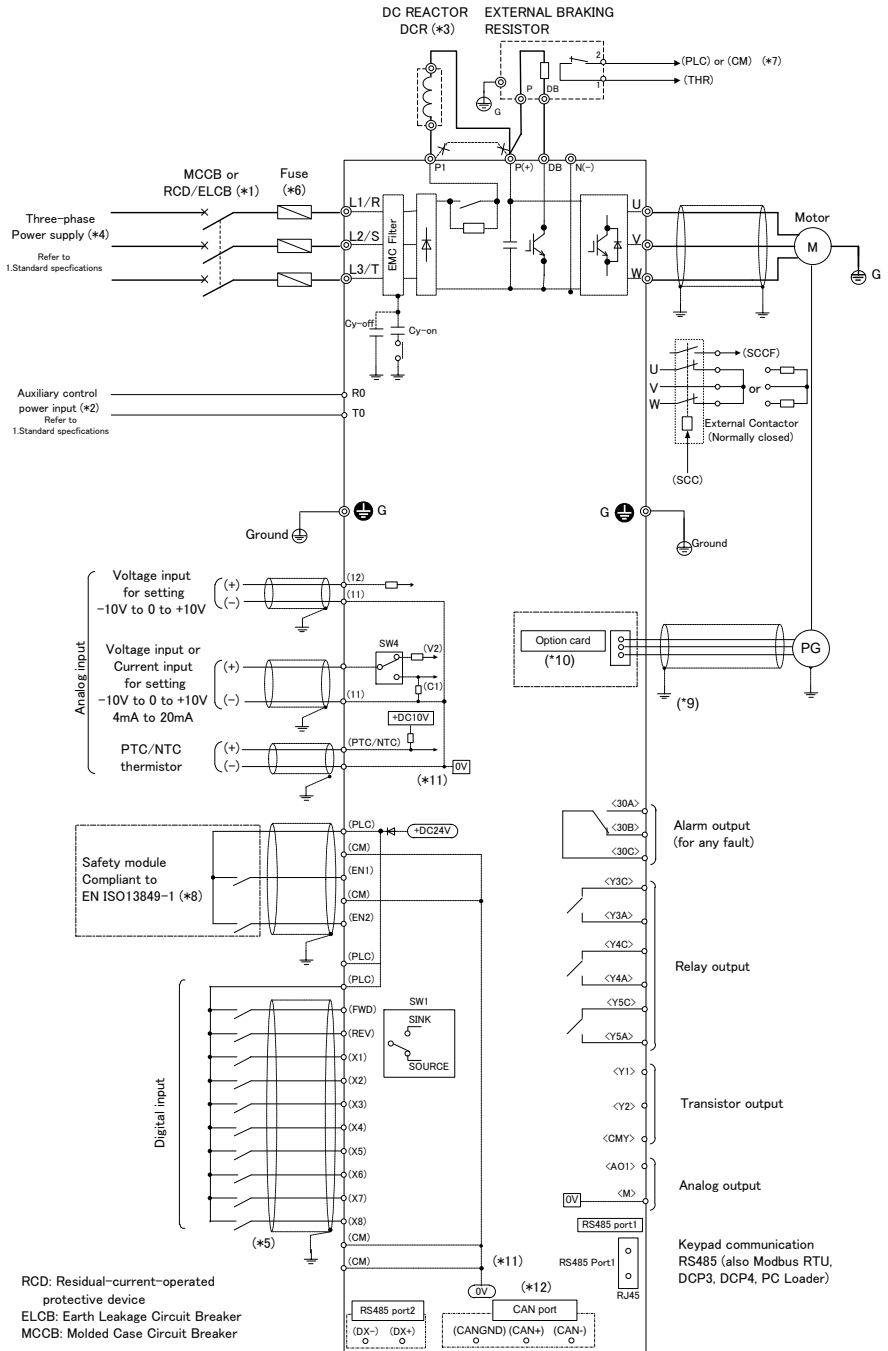 DC REACTOR
DCR (*3)
EXTERNAL BRAKING
RESISTOR
2
(PLC) or (CM) (*7)
1
(THR)
P
DB
G
P1
P(+)
DB
N(-)
MCCB or
RCD/ELCB (*1)
Fuse
(*6)
Three-phase
Power supply (*4)
Refer to
1.Standard specfications
L1/R
L2/S
L3/T
EMC Filter
U
V
W
Motor
M
G
Cy-off
Cy-on
Auxiliary control
power input (*2)
Refer to
1.Standard specfications
R0
T0
(SCCF)
U
V
W
or
External Contactor
(Normally closed)
(SCC)
G
Ground
G
Ground
Analog input
Voltage input
for setting
-10V to 0 to +10V
(+)
(-)
(12)
(11)
Voltage input or
Current input
for setting
-10V to 0 to +10V
4mA to 20mA
(+)
(-)
SW4
(V2)
(C1)
(11)
+DC10V
PTC/NTC
thermistor
(+)
(-)
(PTC/NTC)
(*11)
0V
Option card
(*10)
PG
(*9)
Safety module
Compliant to
EN ISO13849-1 (*8)
(PLC)
+DC24V
(CM)
(EN1)
(CM)
(EN2)
(PLC)
(PLC)
Digital input
(FWD)
(REV)
(X1)
(X2)
(X3)
(X4)
(X5)
(X6)
(X7)
(X8)
(CM)
(CM)
(*5)
SW1
SINK
SOURCE
(*11)
0V
<30A>
<30B>
<30C>
Alarm output
(for any fault)
<Y3C>
<Y3A>
<Y4C>
<Y4A>
<Y5C>
<Y5A>
Relay output
<Y1>
<Y2>
<CMY>
Transistor output
<AO1>
0V
<M>
Analog output
RS485 port1
RS485 Port1
RJ45
Keypad communication
RS485 (also Modbus RTU,
DCP3, DCP4, PC Loader)
(*12)
RS485 port2
(DX-) (DX+)
CAN port
(CANGND) (CAN+) (CAN-)
RCD: Residual-current-operated
protective device
ELCB: Earth Leakage Circuit Breaker
MCCB: Molded Case Circuit Breaker